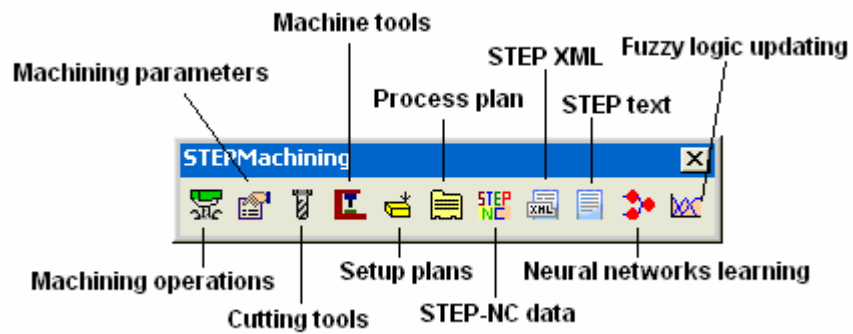 Machine tools
Fuzzy logic updating
STEP XML
Machining parameters
Process plan
STEP text
STEPMachining
STEP
NC
XML
Machining operations
Setup plans
Neural networks learning
Cutting tools
STEP-NC data